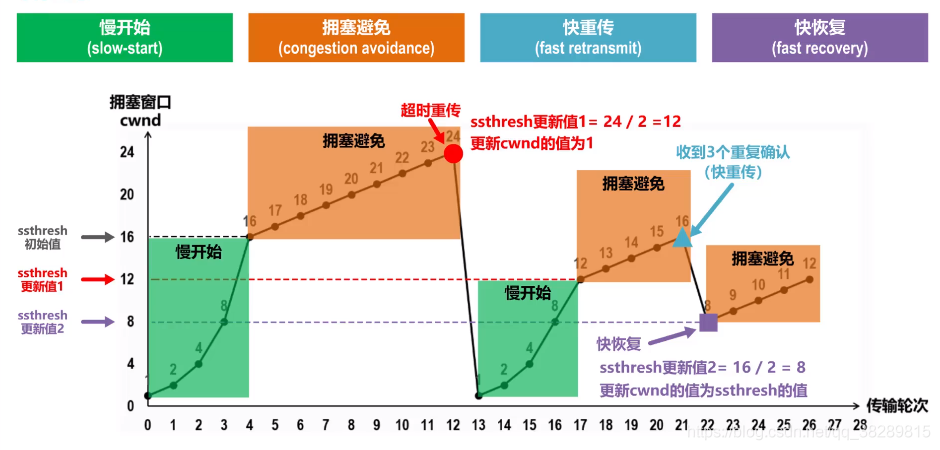 慢开始
(slow-start)
拥塞避免
(congestion avoidance)
快重传
(fast retransmit)
快恢复
(fast recovery)
拥塞窗口
cwnd
超时重传
ssthresh更新值1= 24 / 2 =12
更新cwnd的值为1
收到3个重复确认
（快重传）
拥塞避免
拥塞避免
拥塞避免
慢开始
慢开始
ssthresh
初始值
ssthresh
更新值1
ssthresh
更新值2
24
20
16
12
8
4
0
2
4
8
16
17
18
19
20
21
22
23
24
1
2
4
8
12
13
14
15
16
8
9
10
11
12
快恢复
ssthresh更新值2= 16 / 2 = 8
更新cwnd的值为ssthresh的值
0 1 2 3 4 5 6 7 8 9 10 11 12 13 14 15 16 17 18 19 20 21 22 23 24 25 26 27 28
传输轮次
https://blog.csdn.net/qq_38289815